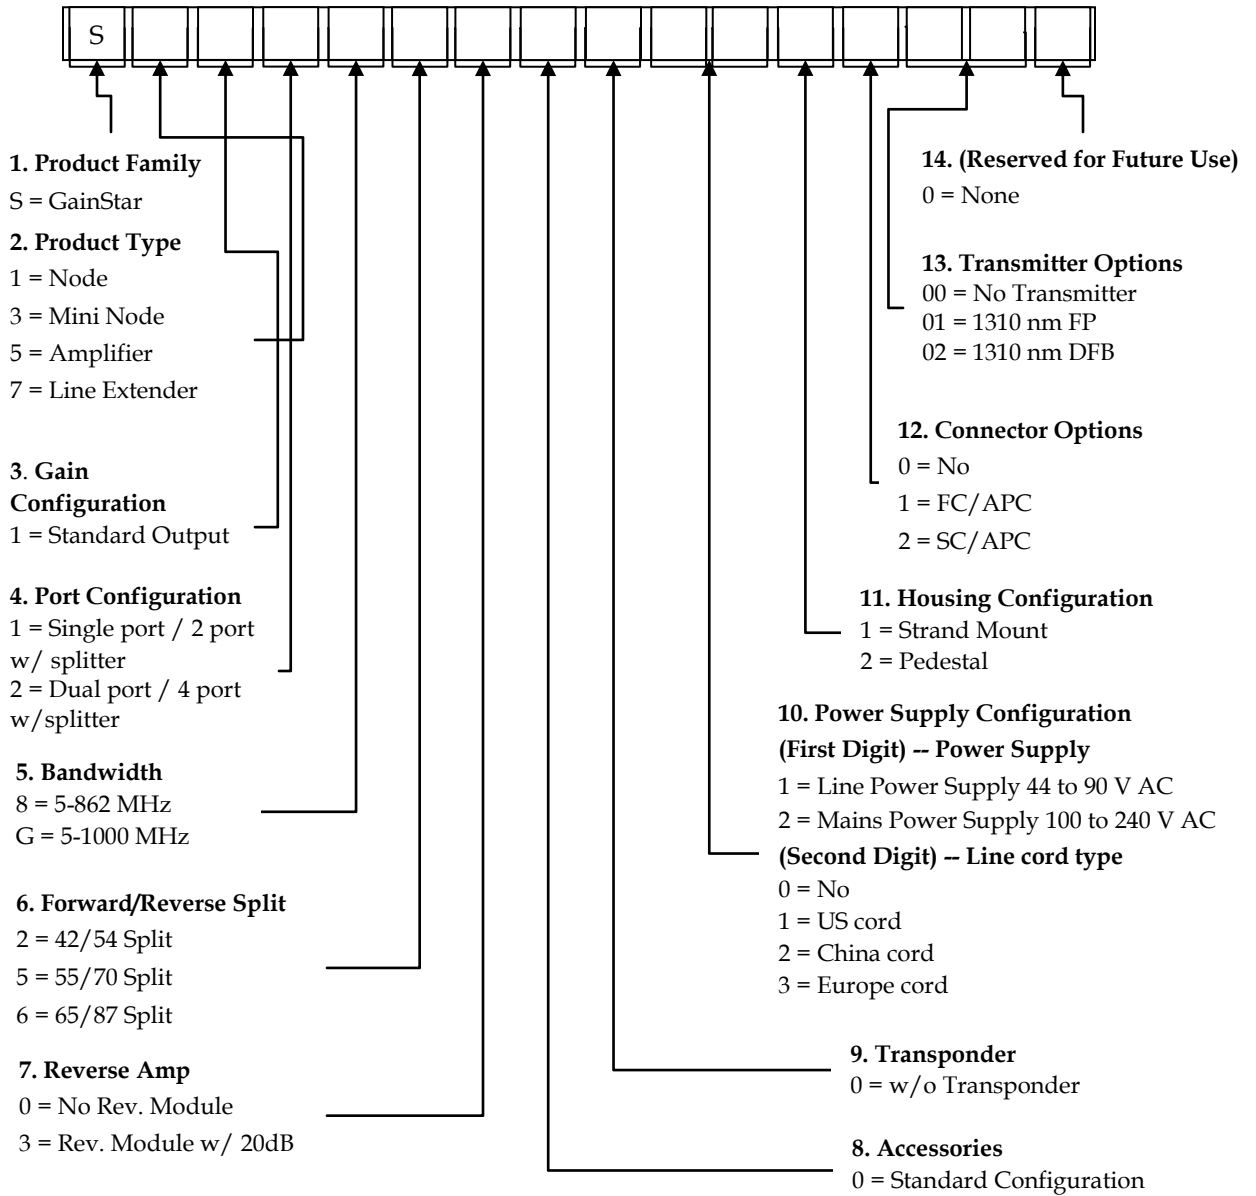 S
1. Product Family
S = GainStar
2. Product Type
1 = Node
3 = Mini Node
5 = Amplifier
7 = Line Extender
3. Gain
Configuration
1 = Standard Output
4. Port Configuration
1 = Single port / 2 port
w/ splitter
2 = Dual port / 4 port
w/splitter
5. Bandwidth
8 = 5-862 MHz
G = 5-1000 MHz
6. Forward/Reverse Split
2 = 42/54 Split
5 = 55/70 Split
6 = 65/87 Split
7. Reverse Amp
0 = No Rev. Module
3 = Rev. Module w/ 20dB
14. (Reserved for Future Use)
0 = None
13. Transmitter Options
00 = No Transmitter
01 = 1310 nm FP
02 = 1310 nm DFB
12. Connector Options
0 = No
1 = FC/APC
2 = SC/APC
11. Housing Configuration
1 = Strand Mount
2 = Pedestal
10. Power Supply Configuration
(First Digit) -- Power Supply
1 = Line Power Supply 44 to 90 V AC
2 = Mains Power Supply 100 to 240 V AC
(Second Digit) -- Line cord type
0 = No
1 = US cord
2 = China cord
3 = Europe cord
9. Transponder
0 = w/o Transponder
8. Accessories
0 = Standard Configuration